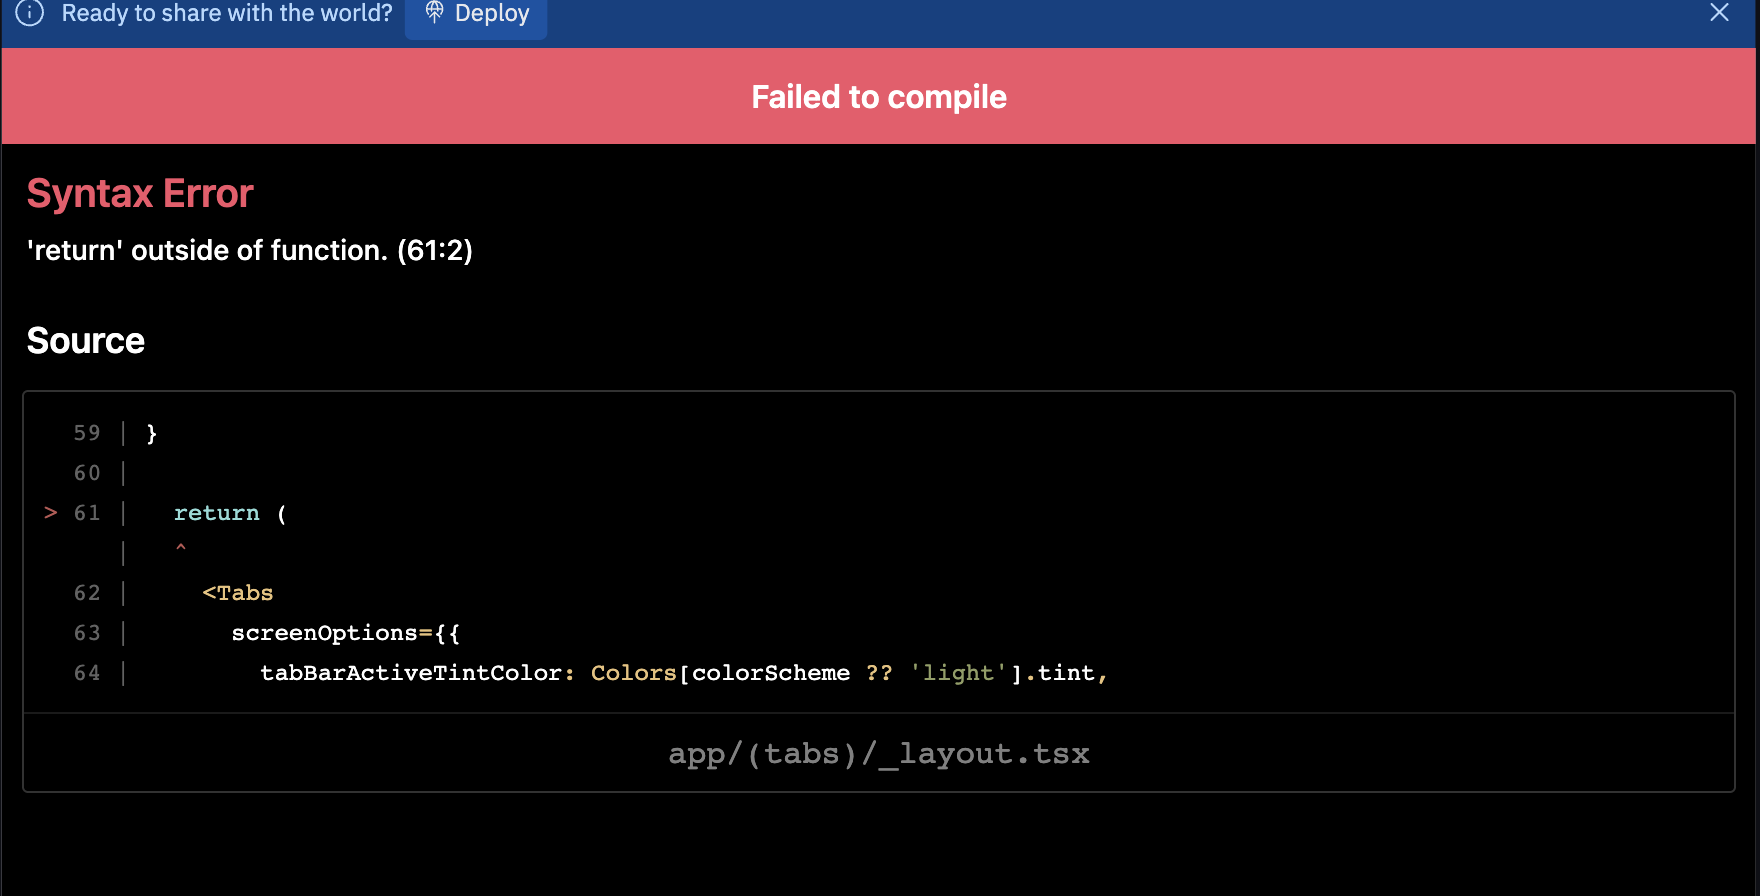 Ready to share with the world? Deploy
Failed to compile
Syntax Error
'return' outside of function. (61:2)
Source
59 | }
60 |
> 61 |   return (
|   ^
62 |     <Tabs
63 |       screenOptions={{
64 |         tabBarActiveTintColor: Colors[colorScheme ?? 'light'].tint,
app/(tabs)/_layout.tsx